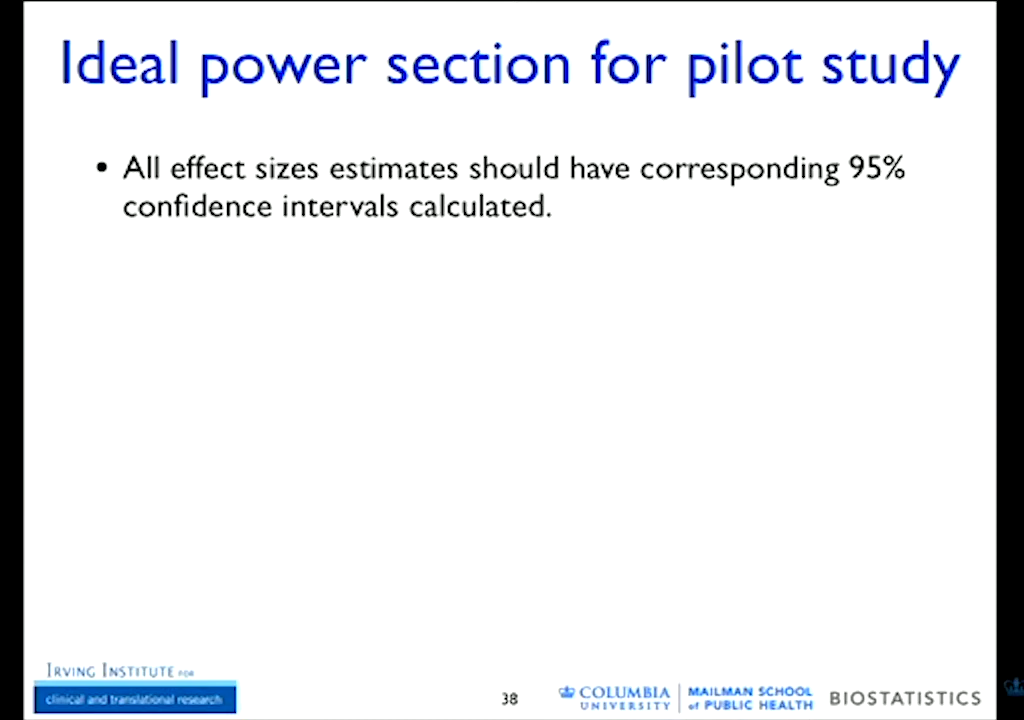 Ideal power section for pilot study
• All effect sizes estimates should have corresponding 95%
confidence intervals calculated.
IRVING INSTITUTE FOR
clinical and translational research
38
COLUMBIA
UNIVERSITY
MAILMAN SCHOOL
of PUBLIC HEALTH
BIOSTATISTICS